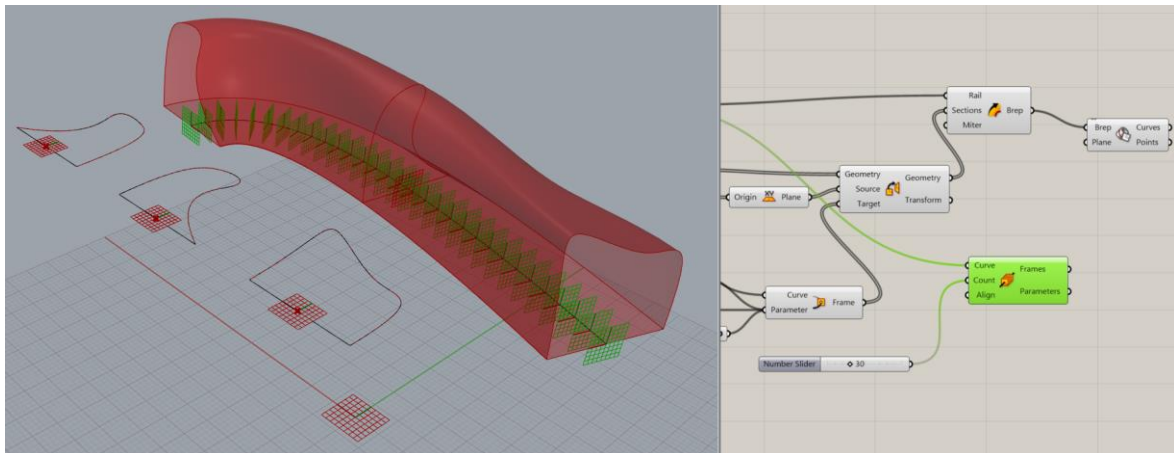 Rail
Sections Brep
Miter
Brep Curves
Plane Points
Geometry Geometry
Source
Target Transform
Origin XY Plane
Curve Frames
Count
Align Parameters
Curve
Parameter Frame
Number Slider 30